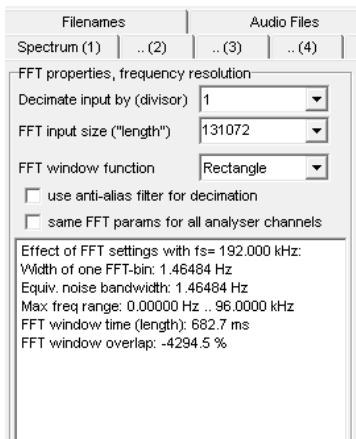 Filenames Audio Files
Spectrum (1) .. (2) .. (3) .. (4)
FFT properties, frequency resolution
Decimate input by (divisor) 1
FFT input size ("length") 131072
FFT window function Rectangle
use anti-alias filter for decimation
same FFT params for all analyser channels
Effect of FFT settings with fs= 192.000 kHz:
Width of one FFT-bin: 1.46484 Hz
Equiv. noise bandwidth: 1.46484 Hz
Max freq range: 0.00000 Hz .. 96.0000 kHz
FFT window time (length): 682.7 ms
FFT window overlap: -4294.5 %